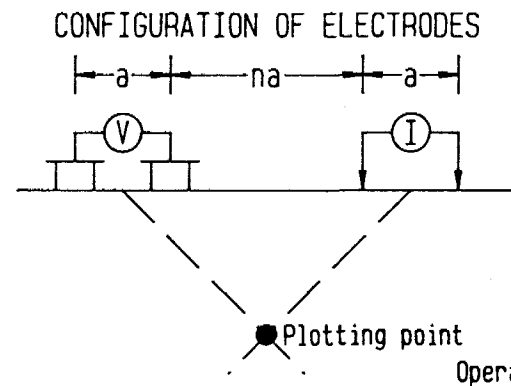 CONFIGURATION OF ELECTRODES
a na a
V I
Plotting point